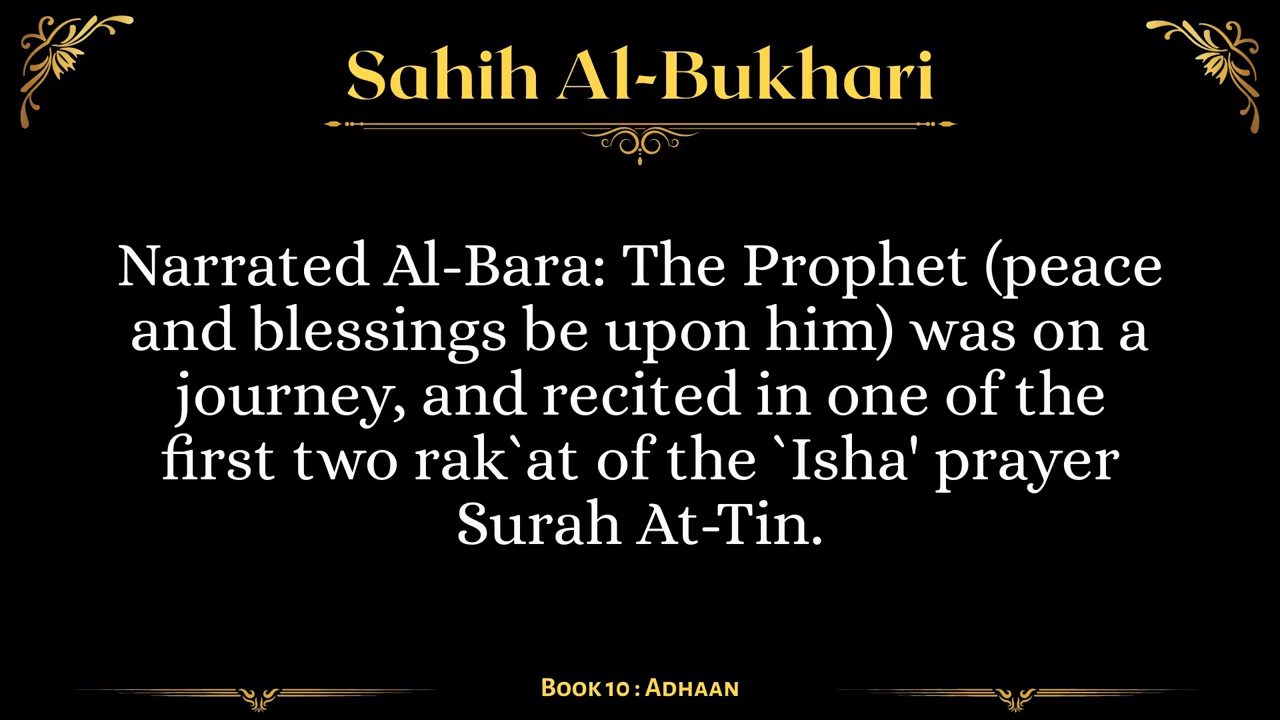 Sahih Al-Bukhari
Narrated Al-Bara: The Prophet (peace
and blessings be upon him) was on a
journey, and recited in one of the
first two rak`at of the `Isha' prayer
Surah At-Tin.
Book 10 : Adhaan